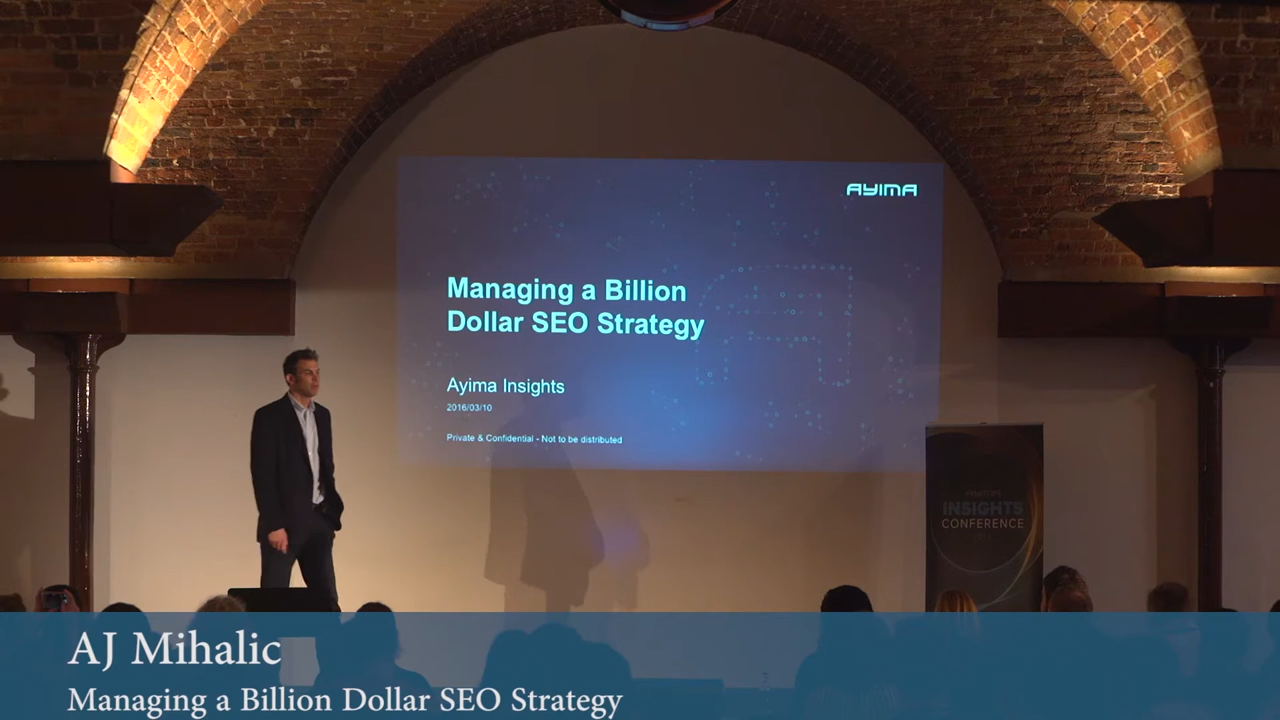 AYIMA
Managing a Billion
Dollar SEO Strategy
Ayima Insights
2016/03/10
Private & Confidential - Not to be distributed
INSIGHTS
CONFERENCE
AJ Mihalic
Managing a Billion Dollar SEO Strategy